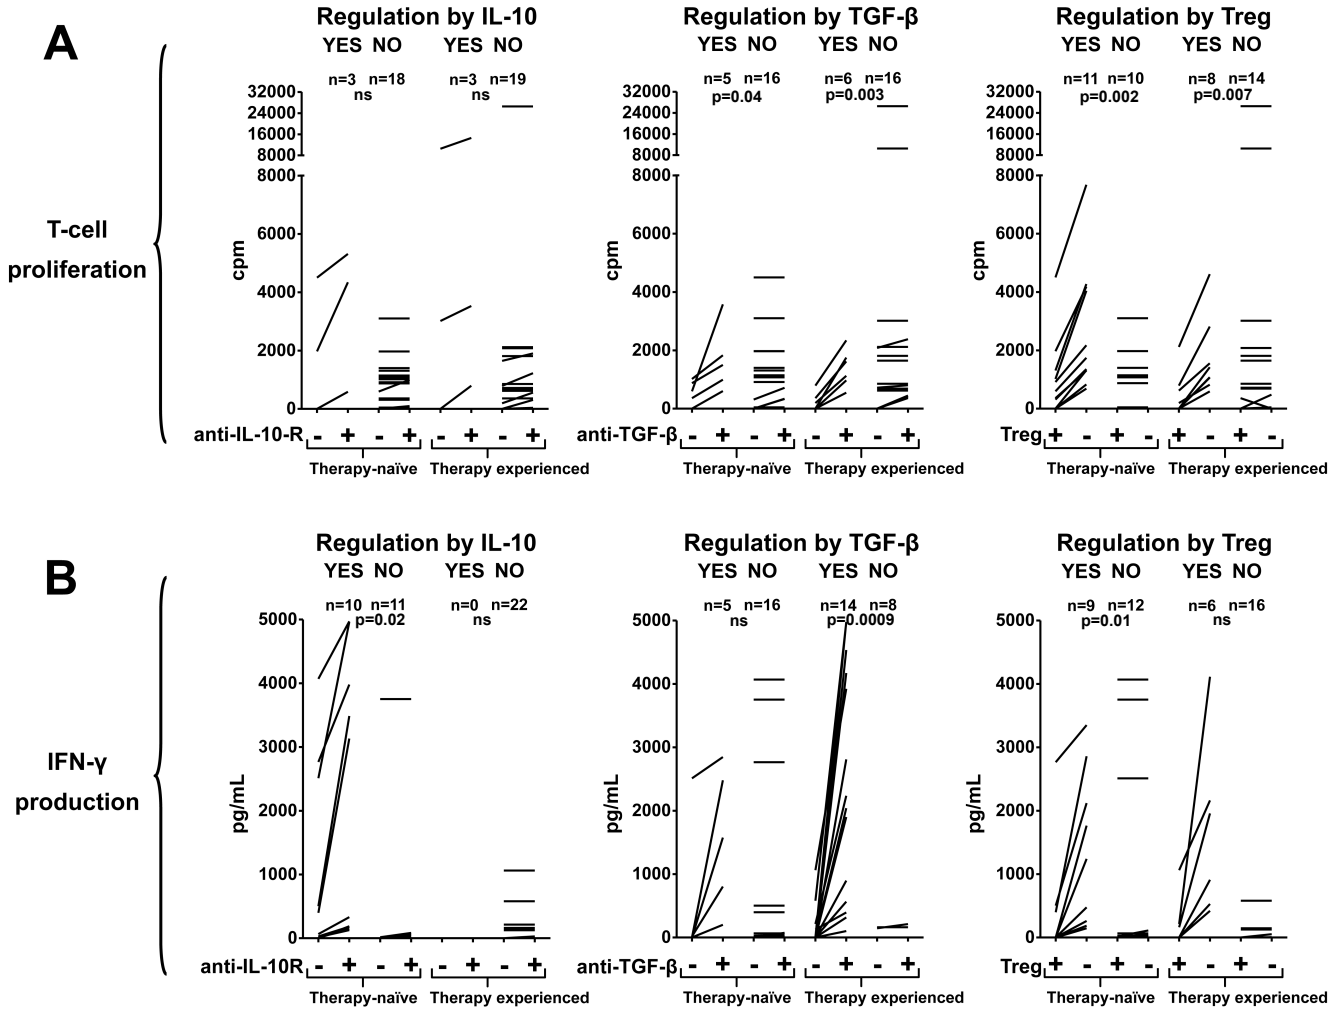 A
Regulation by IL-10
YES NO
YES NO
n=3 n=18
ns
n=3 n=19
ns
32000
24000
16000
8000
8000
6000
4000
2000
0
cpm
anti-IL-10-R - + - + - + - +
Therapy-naïve Therapy experienced
Regulation by TGF-β
YES NO
YES NO
n=5 n=16
p=0.04
n=6 n=16
p=0.003
32000
24000
16000
8000
8000
6000
4000
2000
0
cpm
anti-TGF-β - + - + - + - +
Therapy-naïve Therapy experienced
Regulation by Treg
YES NO
YES NO
n=11 n=10
p=0.002
n=8 n=14
p=0.007
32000
24000
16000
8000
8000
6000
4000
2000
0
cpm
Treg + - + - + - + -
Therapy-naïve Therapy experienced
T-cell
proliferation
B
Regulation by IL-10
YES NO
YES NO
n=10 n=11
p=0.02
n=0 n=22
ns
5000
4000
3000
2000
1000
0
pg/mL
anti-IL-10R - + - + - + - +
Therapy-naïve Therapy experienced
Regulation by TGF-β
YES NO
YES NO
n=5 n=16
ns
n=14 n=8
p=0.0009
5000
4000
3000
2000
1000
0
pg/mL
anti-TGF-β - + - + - + - +
Therapy-naïve Therapy experienced
Regulation by Treg
YES NO
YES NO
n=9 n=12
p=0.01
n=6 n=16
ns
5000
4000
3000
2000
1000
0
pg/mL
Treg + - + - + - + -
Therapy-naïve Therapy experienced
IFN-γ
production